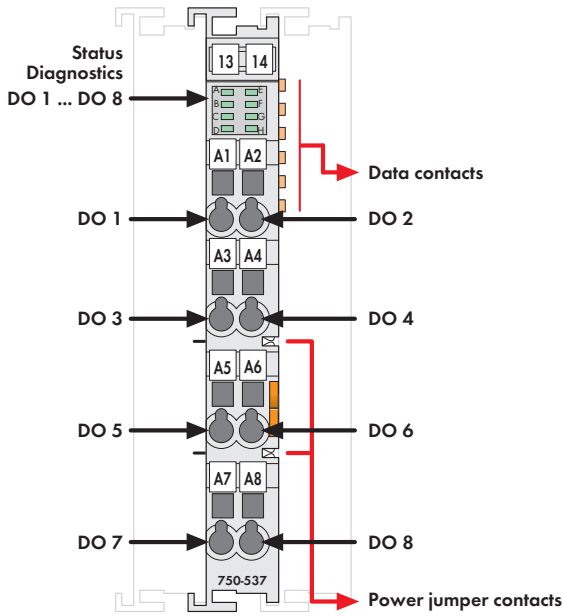 Status
Diagnostics
DO 1 ... DO 8
13 14
A E
B F
C G
D H
Data contacts
A1 A2
DO 1 DO 2
A3 A4
DO 3 DO 4
A5 A6
DO 5 DO 6
A7 A8
DO 7 DO 8
750-537
Power jumper contacts